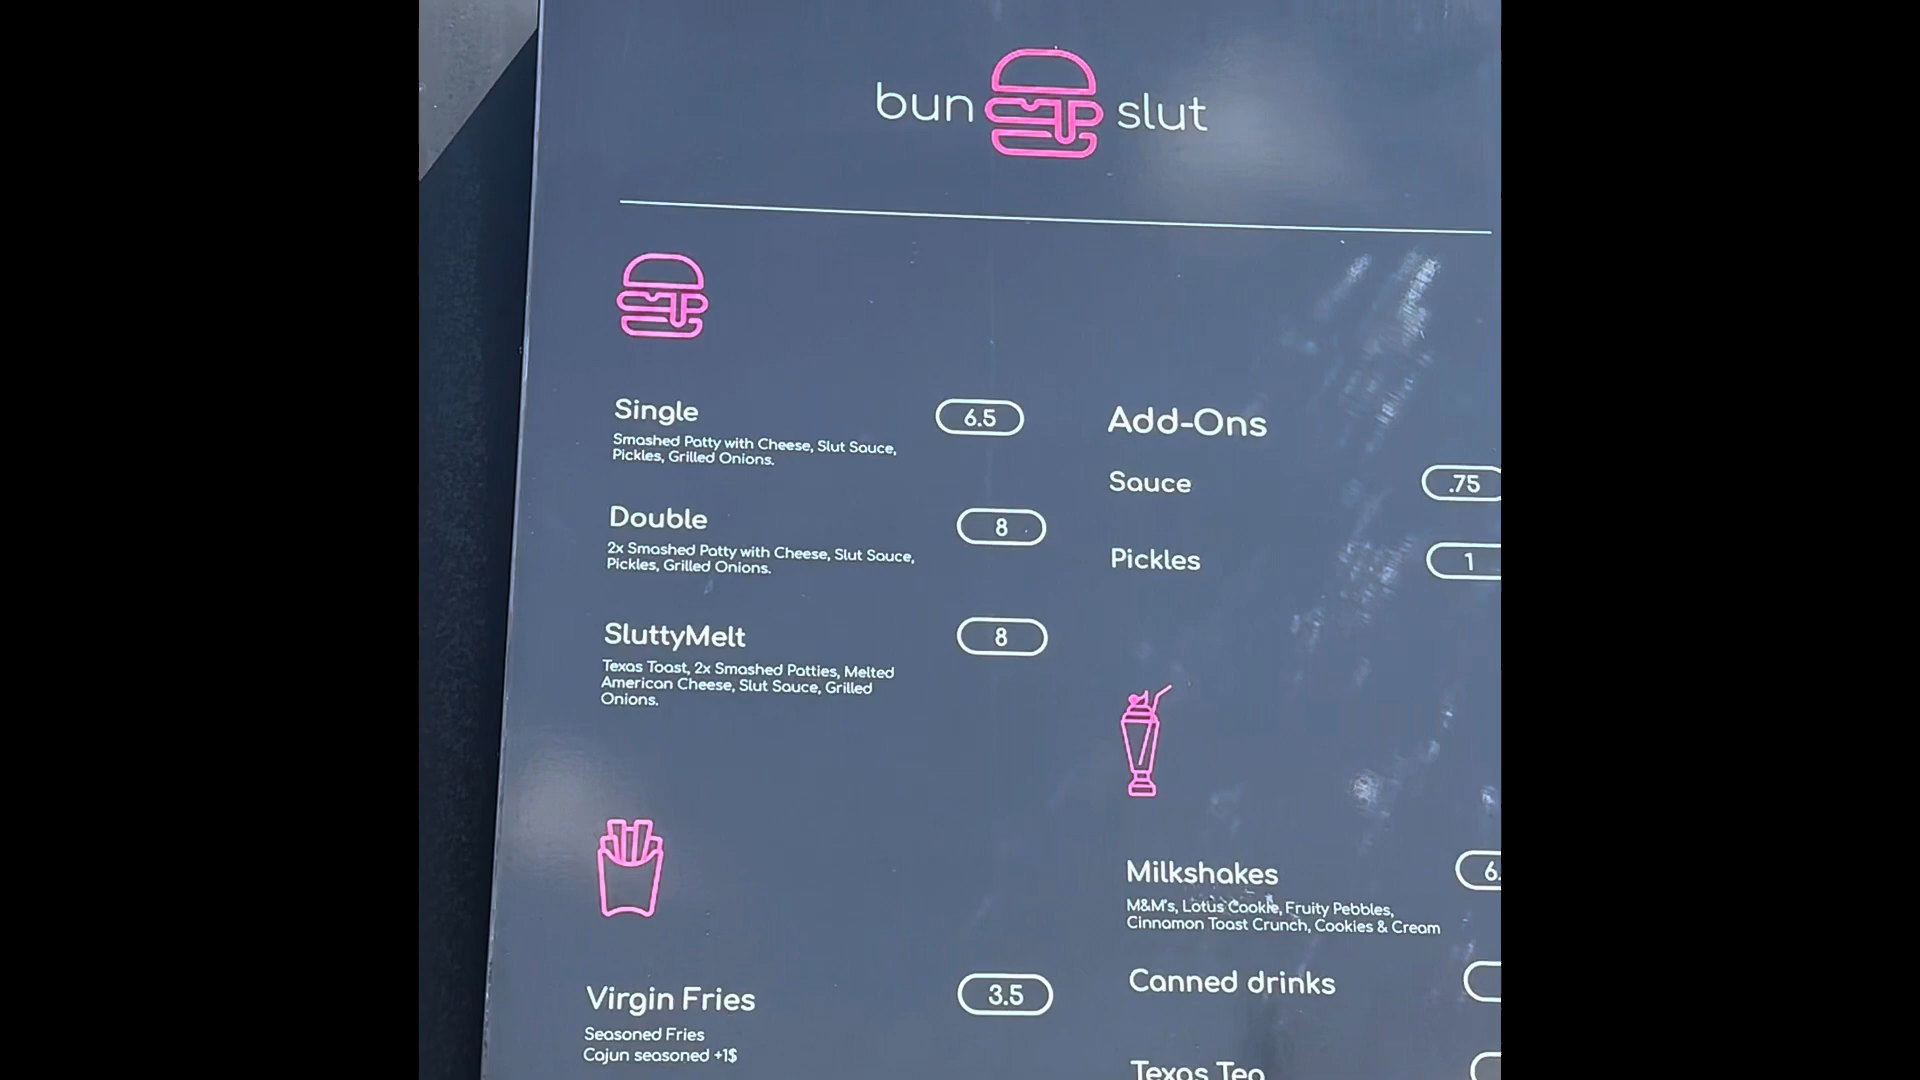 bun slut
Single 6.5
Smashed Patty with Cheese, Slut Sauce,
Pickles, Grilled Onions.
Double 8
2x Smashed Patty with Cheese, Slut Sauce,
Pickles, Grilled Onions.
SluttyMelt 8
Texas Toast, 2x Smashed Patties, Melted
American Cheese, Slut Sauce, Grilled
Onions.
Virgin Fries 3.5
Seasoned Fries
Cajun seasoned +1$
Add-Ons
Sauce .75
Pickles 1
Milkshakes 6.
M&M's, Lotus Cookie, Fruity Pebbles,
Cinnamon Toast Crunch, Cookies & Cream
Canned drinks
Texas Tea